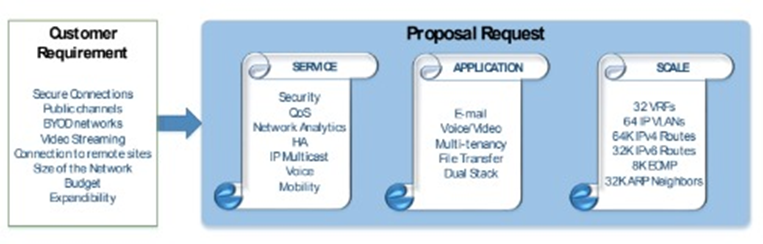 Customer
Requirement
Secure Connections
Public channels
BYOD networks
Video Streaming
Connection to remote sites
Size of the Network
Budget
Expandibility
Proposal Request
SERVICE
Security
QoS
Network Analytics
HA
IP Multicast
Voice
Mobility
APPLICATION
E-mail
Voice/Video
Multi-tenancy
File Transfer
Dual Stack
SCALE
32 VRFs
64 IP VLANs
64K IPv4 Routes
32K IPv6 Routes
8K ECMP
32K ARP Neighbors